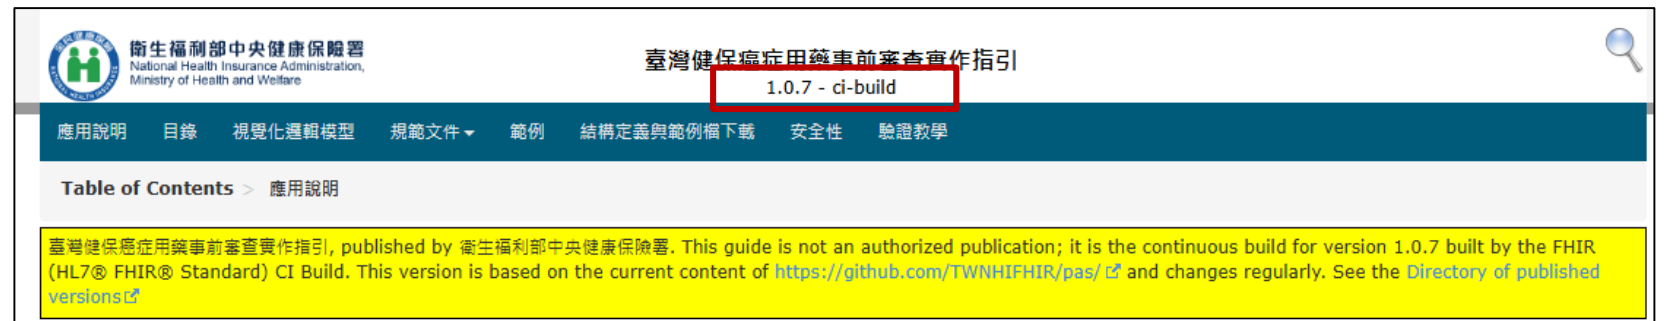 衛生福利部中央健康保險署
National Health Insurance Administration,
Ministry of Health and Welfare
臺灣健保癌症用藥事前審查實作指引
1.0.7 - ci-build
應用說明 目錄 視覺化邏輯模型 規範文件 範例 結構定義與範例檔下載 安全性 驗證教學
Table of Contents > 應用說明
臺灣健保癌症用藥事前審查實作指引, published by 衛生福利部中央健康保險署. This guide is not an authorized publication; it is the continuous build for version 1.0.7 built by the FHIR
(HL7® FHIR® Standard) CI Build. This version is based on the current content of https://github.com/TWNHIFHIR/pas/ and changes regularly. See the Directory of published
versions